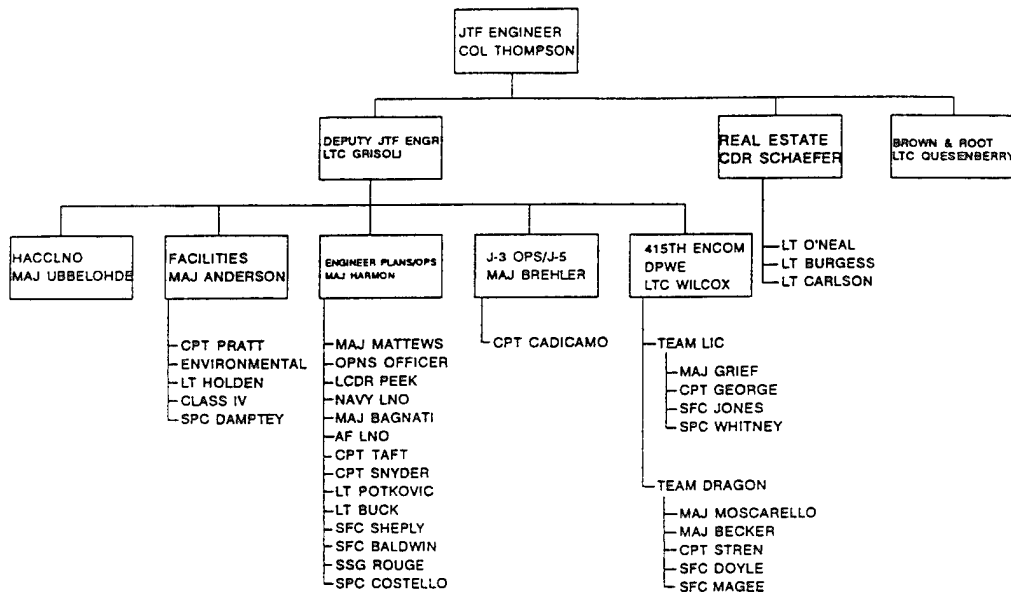 JTF ENGINEER
COL THOMPSON
DEPUTY JTF ENGR
LTC GRISOLI
REAL ESTATE
CDR SCHAEFER
BROWN & ROOT
LTC QUESENBERRY
HACCLNO
MAJ UBBELOHDE
FACILITIES
MAJ ANDERSON
ENGINEER PLANS/OPS
MAJ HARMON
J-3 OPS/J-5
MAJ BREHLER
415TH ENCOM
DPWE
LTC WILCOX
LT O'NEAL
LT BURGESS
LT CARLSON
CPT PRATT
ENVIRONMENTAL
LT HOLDEN
CLASS IV
SPC DAMPTEY
MAJ MATTEWS
OPNS OFFICER
LCDR PEEK
NAVY LNO
MAJ BAGNATI
AF LNO
CPT TAFT
CPT SNYDER
LT POTKOVIC
LT BUCK
SFC SHEPLY
SFC BALDWIN
SSG ROUGE
SPC COSTELLO
CPT CADICAMO
TEAM LIC
MAJ GRIEF
CPT GEORGE
SFC JONES
SPC WHITNEY
TEAM DRAGON
MAJ MOSCARELLO
MAJ BECKER
CPT STREN
SFC DOYLE
SFC MAGEE